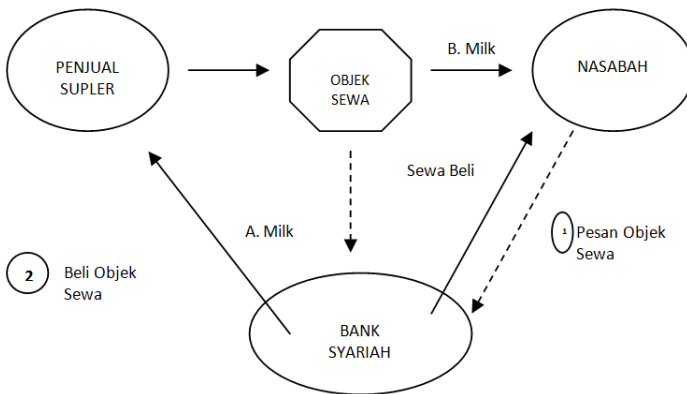 B. Milk
PENJUAL
SUPLER
OBJEK
SEWA
NASABAH
Sewa Beli
A. Milk
1
Pesan Objek
Sewa
2
Beli Objek
Sewa
BANK
SYARIAH